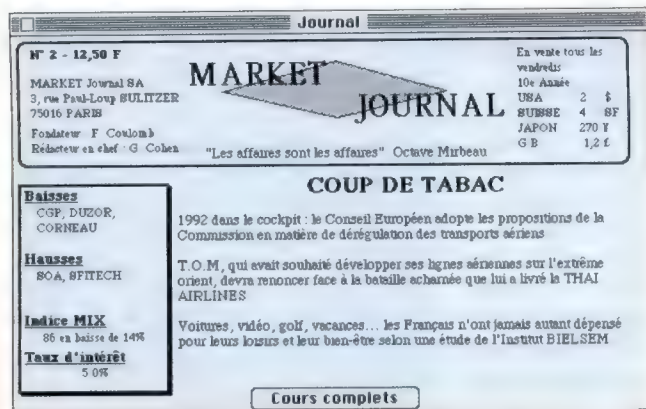 Journal
N° 2 - 12,50 F
MARKET Journal SA
3, rue Paul-Loup SULITZER
75016 PARIS
Fondateur F Coulomb
Rédacteur en chef G Cohen
MARKET
JOURNAL
"Les affaires sont les affaires" Octave Mirbeau
En vente tous les
vendredis
10e Année
USA 2 $
SUISSE 4 SF
JAPON 270 ¥
G B 1,2 £
Baisses
CGP, DUZOR,
CORNEAU
Hausses
SOA, SFITECH
Indice MIX
86 en baisse de 14%
Taux d'intérêt
5 0%
COUP DE TABAC
1992 dans le cockpit : le Conseil Européen adopte les propositions de la
Commission en matière de dérégulation des transports aériens
T.O.M, qui avait souhaité développer ses lignes aériennes sur l'extrême
orient, devra renoncer face à la bataille acharnée que lui a livré la THAI
AIRLINES
Voitures, vidéo, golf, vacances... les Français n'ont jamais autant dépensé
pour leurs loisirs et leur bien-être selon une étude de l'Institut BIELSEM
Cours complets